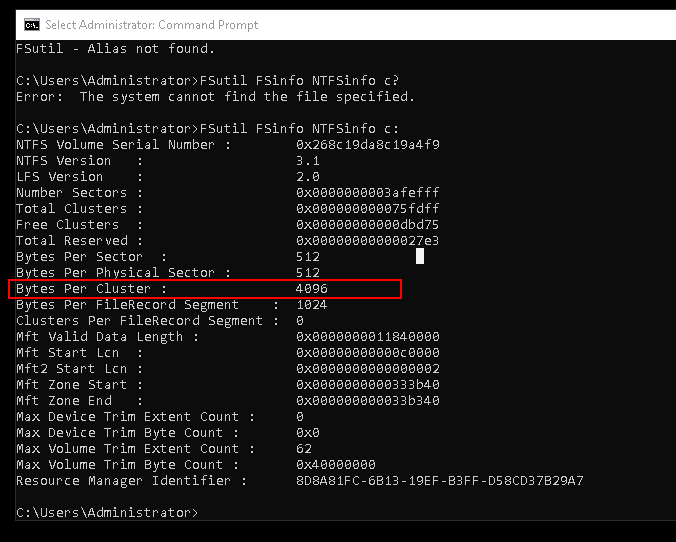 Select Administrator: Command Prompt
FSutil - Alias not found.
C:\Users\Administrator>FSutil FSinfo NTFSinfo c?
Error:  The system cannot find the file specified.
C:\Users\Administrator>FSutil FSinfo NTFSinfo c:
NTFS Volume Serial Number :        0x268c19da8c19a4f9
NTFS Version   :                   3.1
LFS Version    :                   2.0
Number Sectors :                   0x0000000003afefff
Total Clusters :                   0x000000000075fdff
Free Clusters  :                   0x00000000000dbd75
Total Reserved :                   0x00000000000027e3
Bytes Per Sector  :                512
Bytes Per Physical Sector :        512
Bytes Per Cluster :                4096
Bytes Per FileRecord Segment    :  1024
Clusters Per FileRecord Segment :  0
Mft Valid Data Length :            0x0000000011840000
Mft Start Lcn  :                   0x00000000000c0000
Mft2 Start Lcn :                   0x0000000000000002
Mft Zone Start :                   0x0000000000333b40
Mft Zone End   :                   0x000000000033b340
Max Device Trim Extent Count :     0
Max Device Trim Byte Count :       0x0
Max Volume Trim Extent Count :     62
Max Volume Trim Byte Count :       0x40000000
Resource Manager Identifier :      8D8A81FC-6B13-19EF-B3FF-D58CD37B29A7
C:\Users\Administrator>